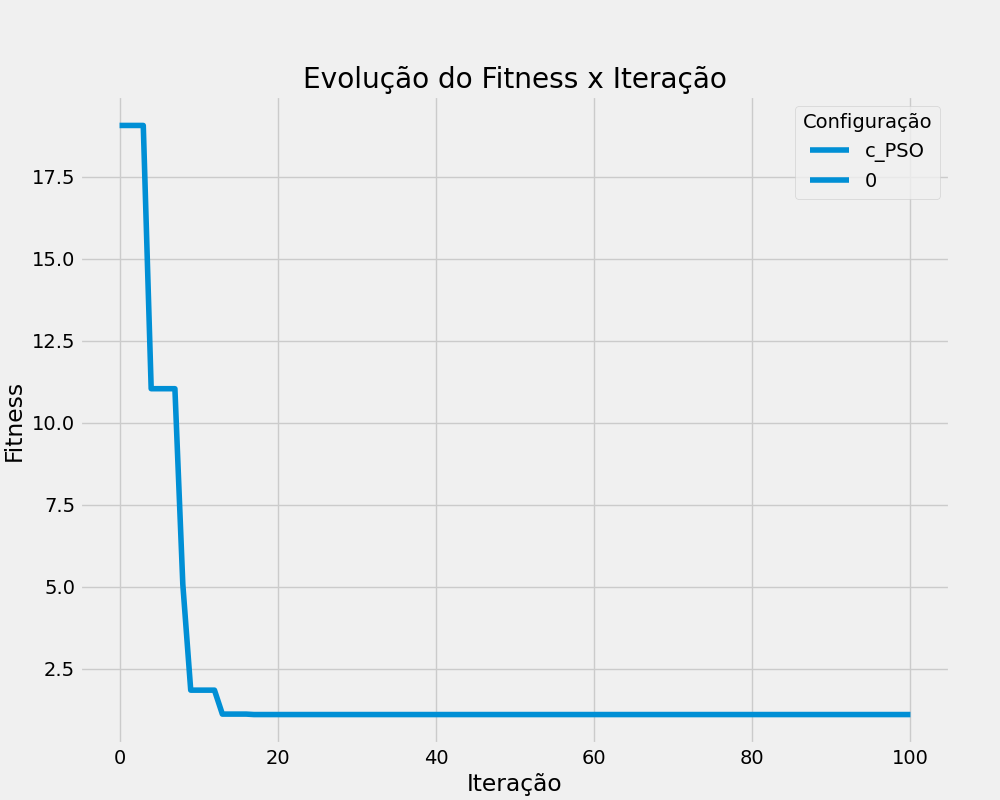 Evolução do Fitness x Iteração
Configuração
c_PSO
0
Fitness
17.5
15.0
12.5
10.0
7.5
5.0
2.5
0 20 40 60 80 100
Iteração